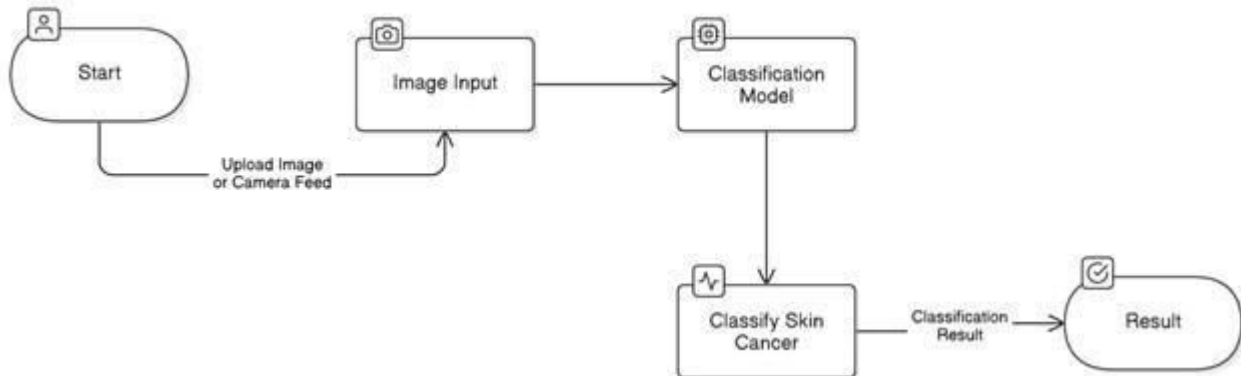 Start
Upload Image
or Camera Feed
Image Input
Classification
Model
Classify Skin
Cancer
Classification
Result
Result